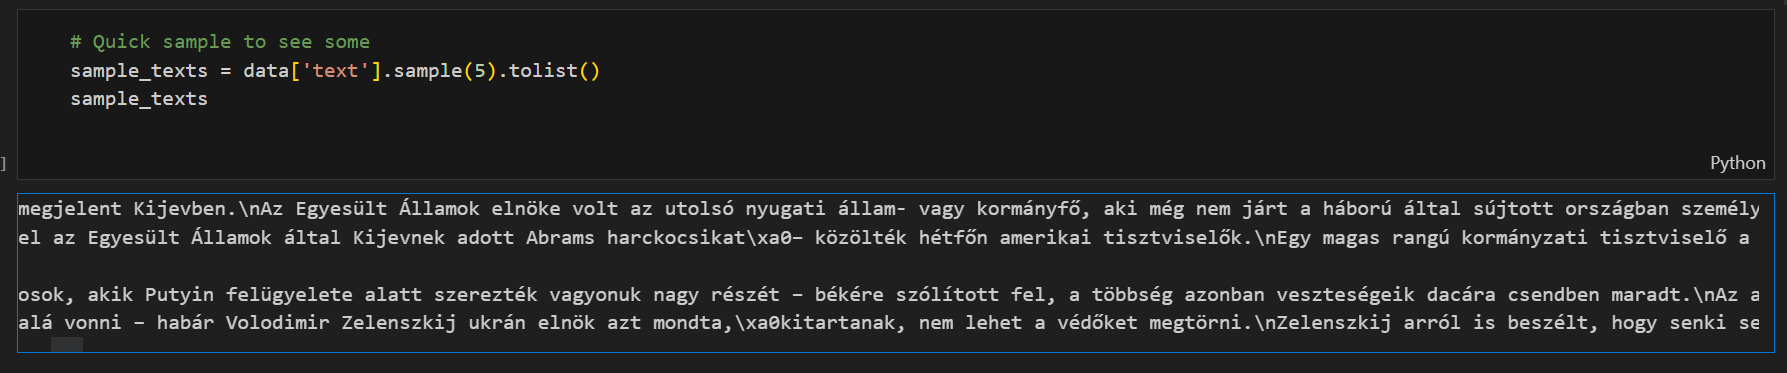 # Quick sample to see some
sample_texts = data['text'].sample(5).tolist()
sample_texts
]
Python
megjelent Kijevben.\nAz Egyesült Államok elnöke volt az utolsó nyugati állam- vagy kormányfő, aki még nem járt a háború által sújtott országban személy
el az Egyesült Államok által Kijevnek adott Abrams harckocsikat\xa0– közölték hétfőn amerikai tisztviselők.\nEgy magas rangú kormányzati tisztviselő a
osok, akik Putyin felügyelete alatt szerezték vagyonuk nagy részét – békére szólított fel, a többség azonban veszteségeik dacára csendben maradt.\nAz a
alá vonni – habár Volodimir Zelenszkij ukrán elnök azt mondta,\xa0kitartanak, nem lehet a védőket megtörni.\nZelenszkij arról is beszélt, hogy senki se